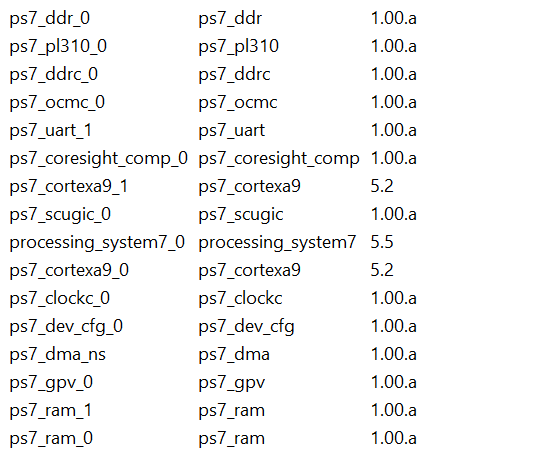 ps7_ddr_0 ps7_ddr 1.00.a
ps7_pl310_0 ps7_pl310 1.00.a
ps7_ddrc_0 ps7_ddrc 1.00.a
ps7_ocmc_0 ps7_ocmc 1.00.a
ps7_uart_1 ps7_uart 1.00.a
ps7_coresight_comp_0 ps7_coresight_comp 1.00.a
ps7_cortexa9_1 ps7_cortexa9 5.2
ps7_scugic_0 ps7_scugic 1.00.a
processing_system7_0 processing_system7 5.5
ps7_cortexa9_0 ps7_cortexa9 5.2
ps7_clockc_0 ps7_clockc 1.00.a
ps7_dev_cfg_0 ps7_dev_cfg 1.00.a
ps7_dma_ns ps7_dma 1.00.a
ps7_gpv_0 ps7_gpv 1.00.a
ps7_ram_1 ps7_ram 1.00.a
ps7_ram_0 ps7_ram 1.00.a